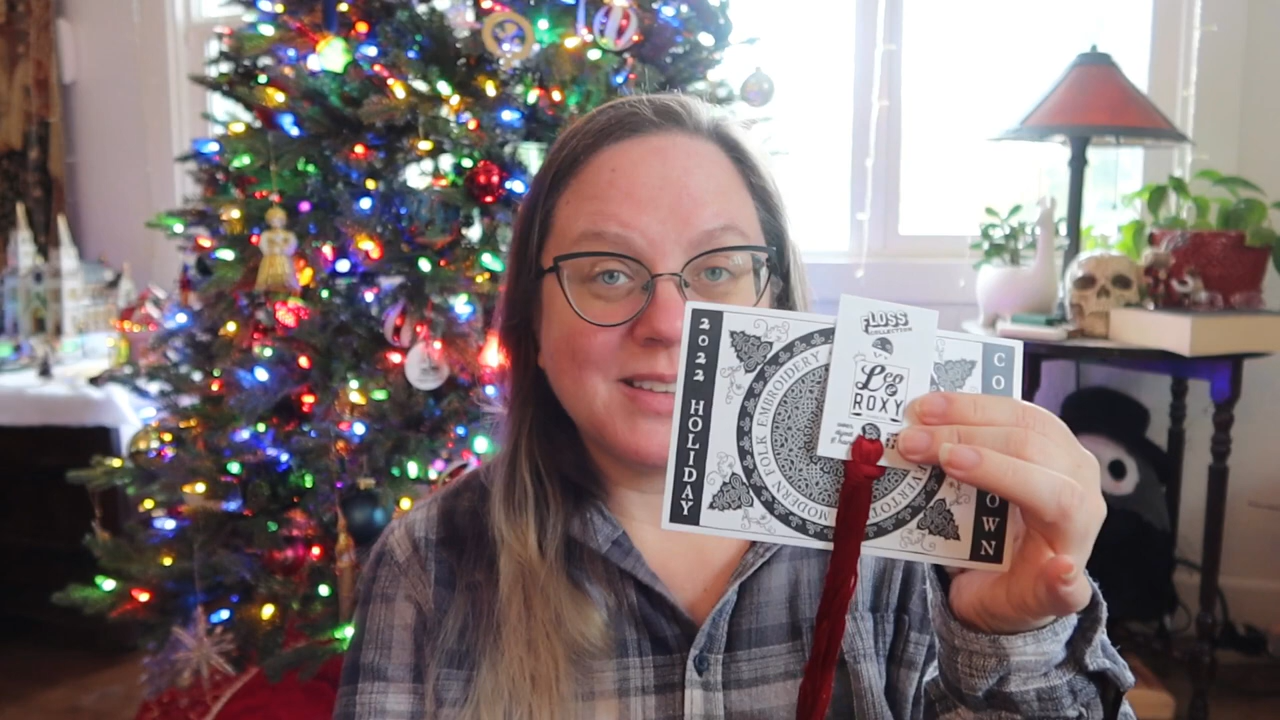 2022 HOLIDAY
MODERN FOLK EMBROIDERY
CO
OWN
FLOSS
COLLECTION
Leo
&
ROXY